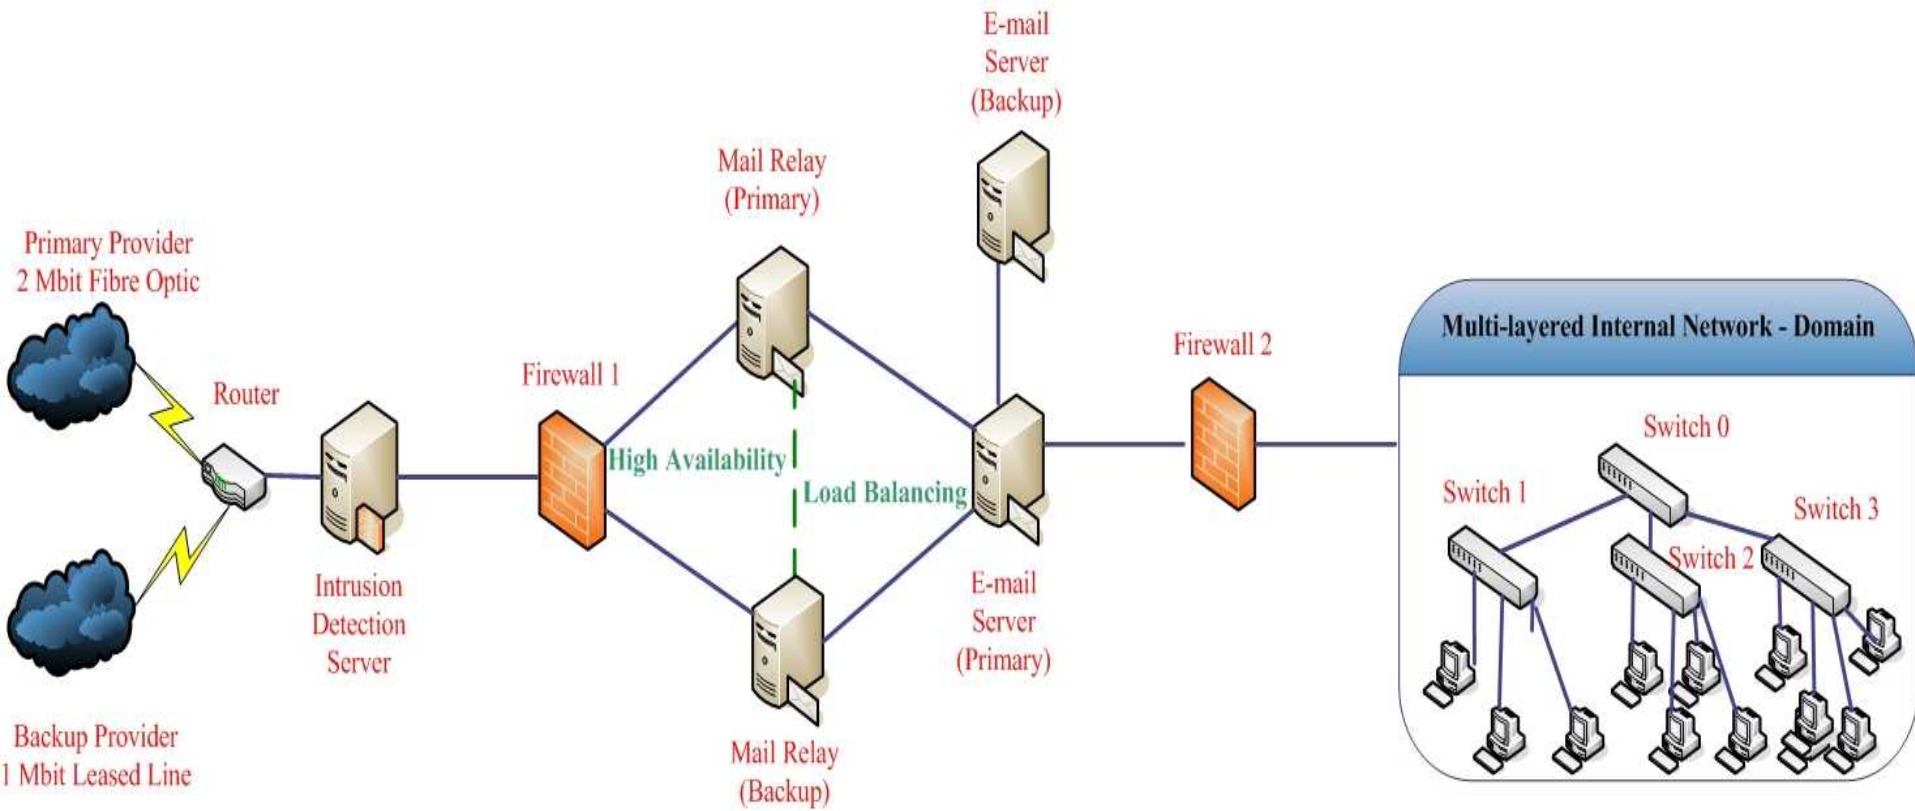 E-mail
Server
(Backup)
Mail Relay
(Primary)
Primary Provider
2 Mbit Fibre Optic
Router
Firewall 1
Firewall 2
Multi-layered Internal Network - Domain
High Availability
Load Balancing
Switch 0
Switch 1
Switch 3
Switch 2
Intrusion
Detection
Server
E-mail
Server
(Primary)
Backup Provider
1 Mbit Leased Line
Mail Relay
(Backup)